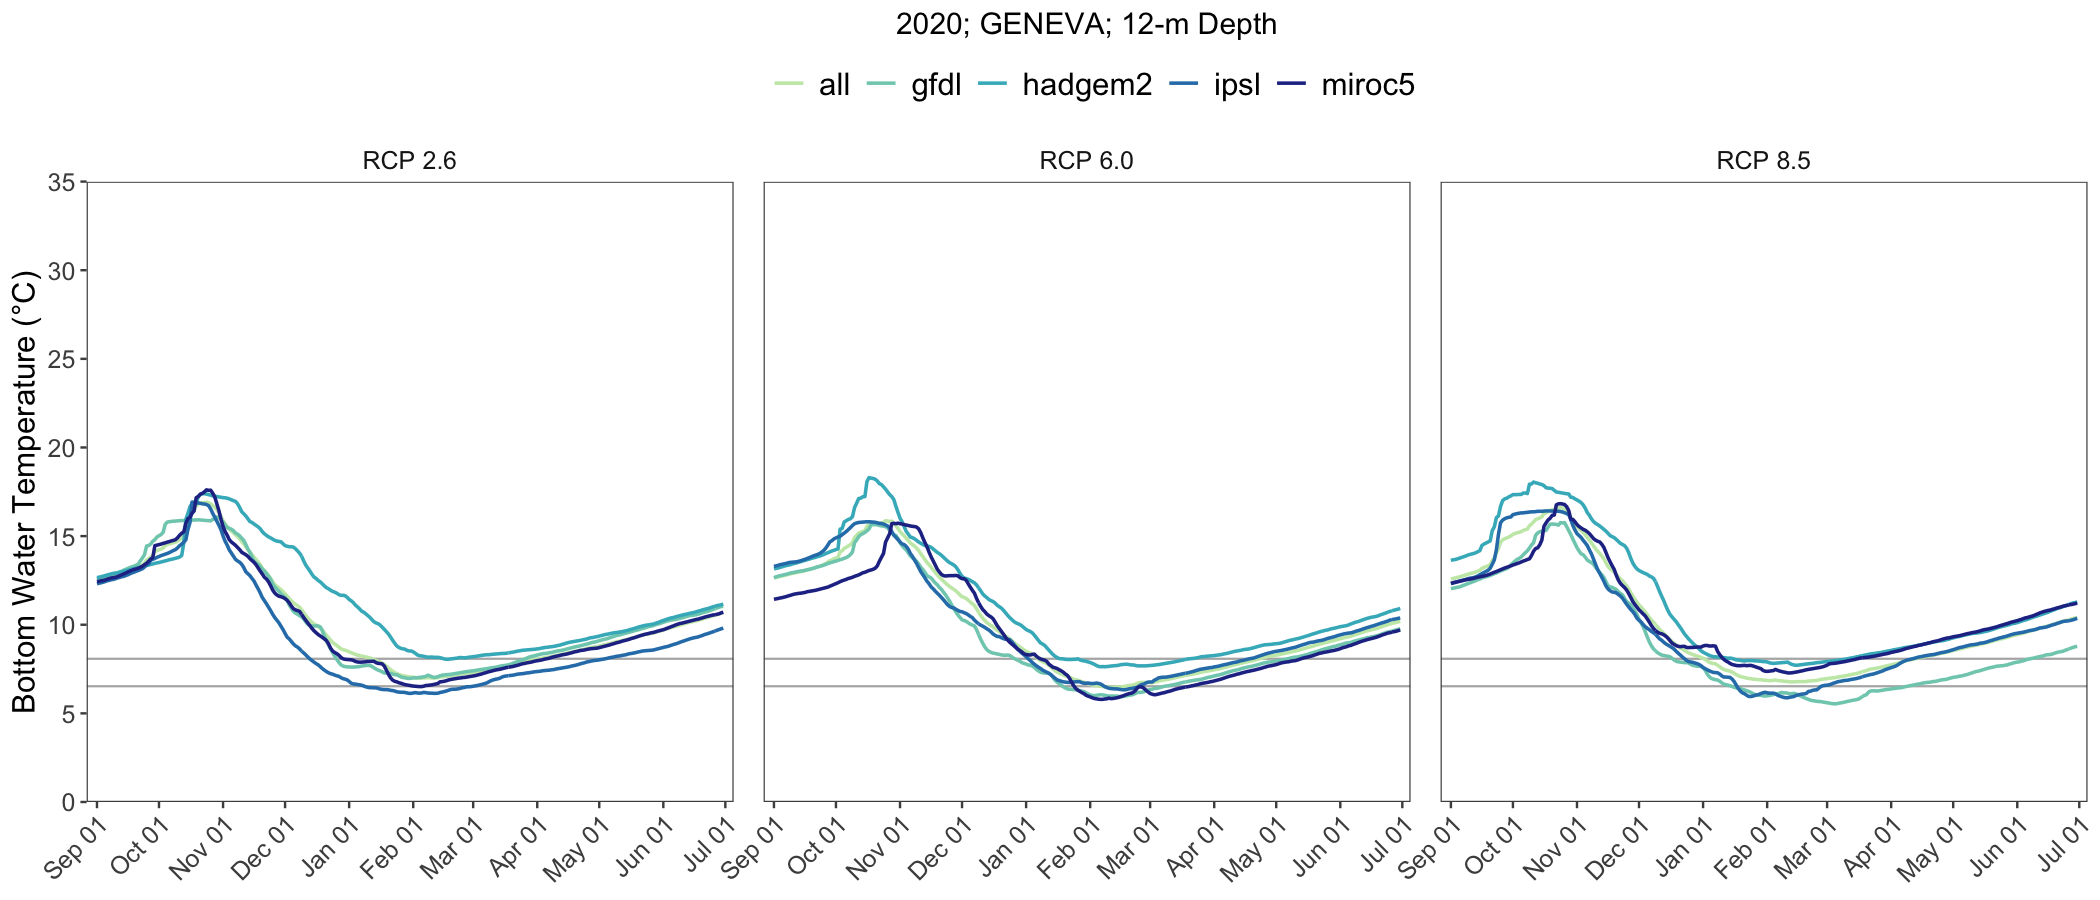 2020; GENEVA; 12-m Depth
all gfdl hadgem2 ipsl miroc5
RCP 2.6 RCP 6.0 RCP 8.5
Bottom Water Temperature (°C)
35
30
25
20
15
10
5
0
Sep 01 Oct 01 Nov 01 Dec 01 Jan 01 Feb 01 Mar 01 Apr 01 May 01 Jun 01 Jul 01 Sep 01 Oct 01 Nov 01 Dec 01 Jan 01 Feb 01 Mar 01 Apr 01 May 01 Jun 01 Jul 01 Sep 01 Oct 01 Nov 01 Dec 01 Jan 01 Feb 01 Mar 01 Apr 01 May 01 Jun 01 Jul 01